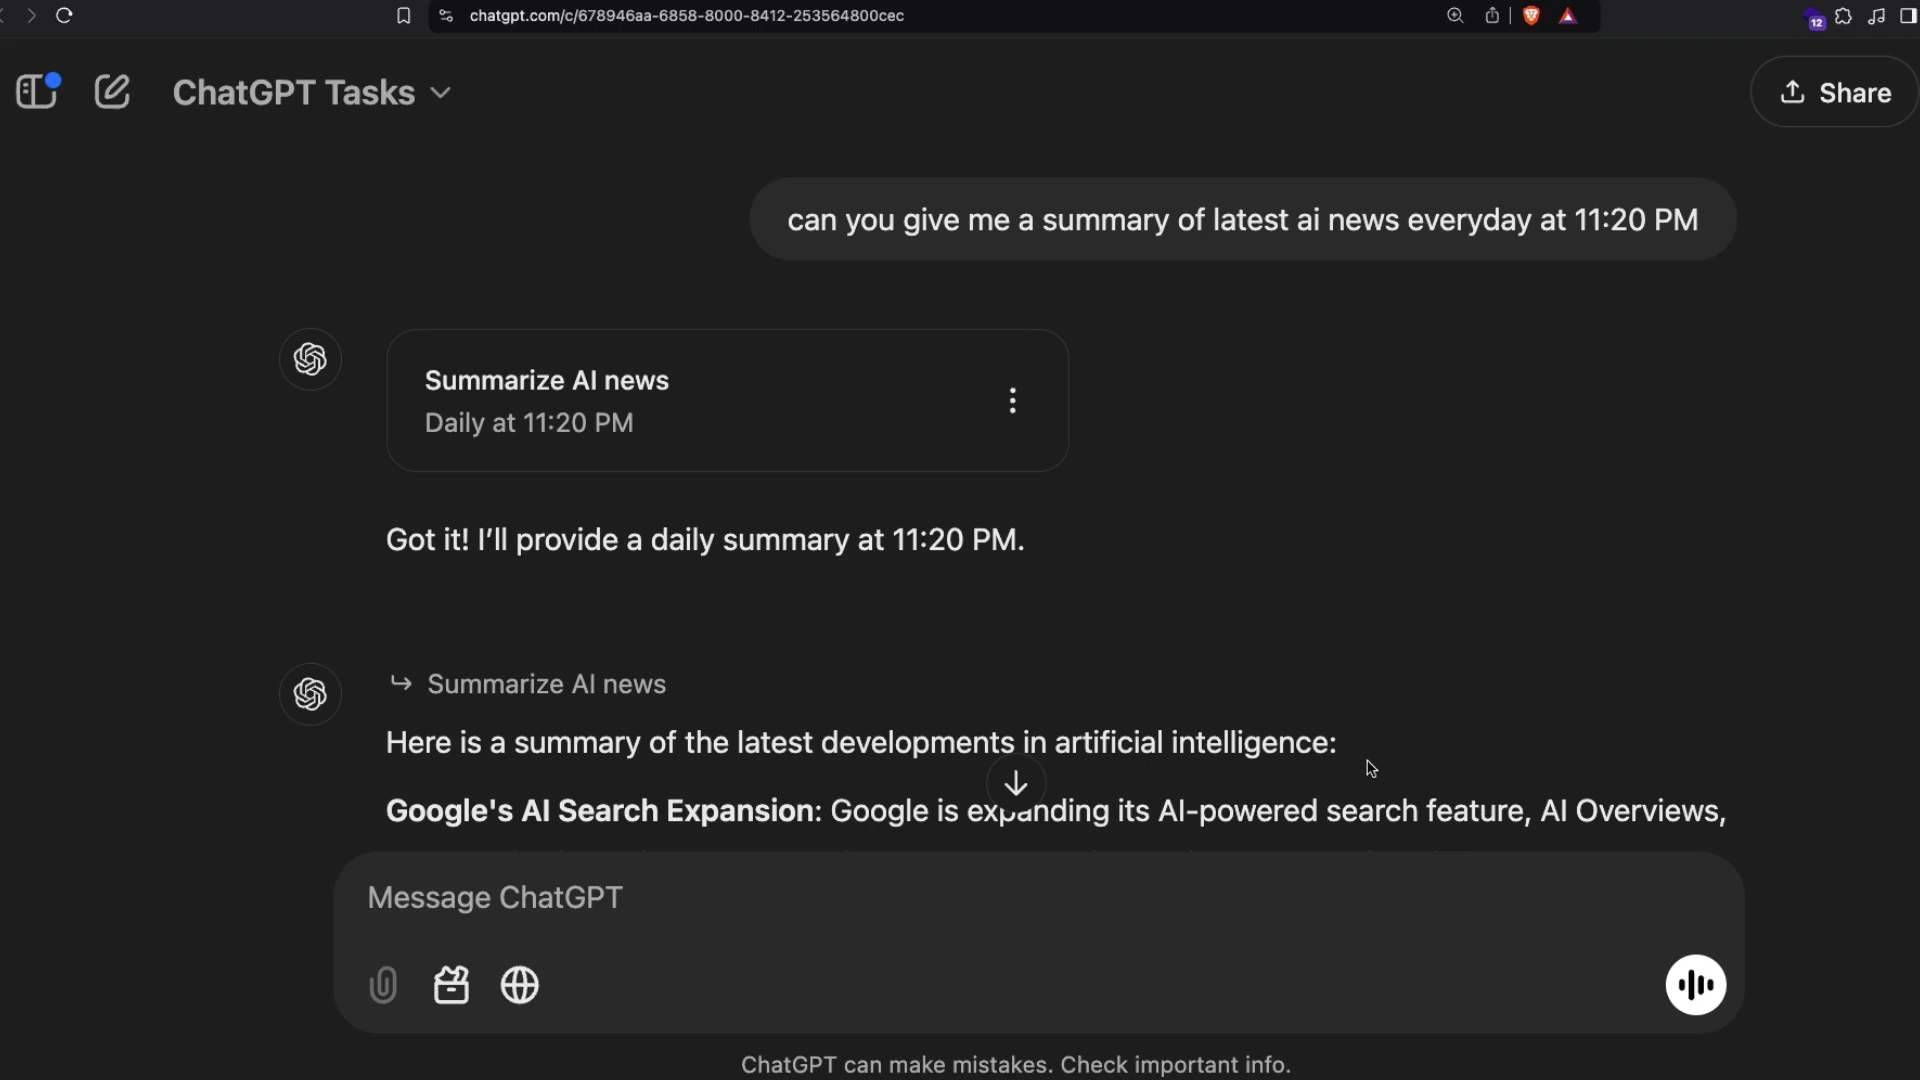 chatgpt.com/c/678946aa-6858-8000-8412-253564800cec
12
ChatGPT Tasks
Share
can you give me a summary of latest ai news everyday at 11:20 PM
Summarize AI news
Daily at 11:20 PM
Got it! I’ll provide a daily summary at 11:20 PM.
Summarize AI news
Here is a summary of the latest developments in artificial intelligence:
Google's AI Search Expansion: Google is expanding its AI-powered search feature, AI Overviews,
Message ChatGPT
ChatGPT can make mistakes. Check important info.